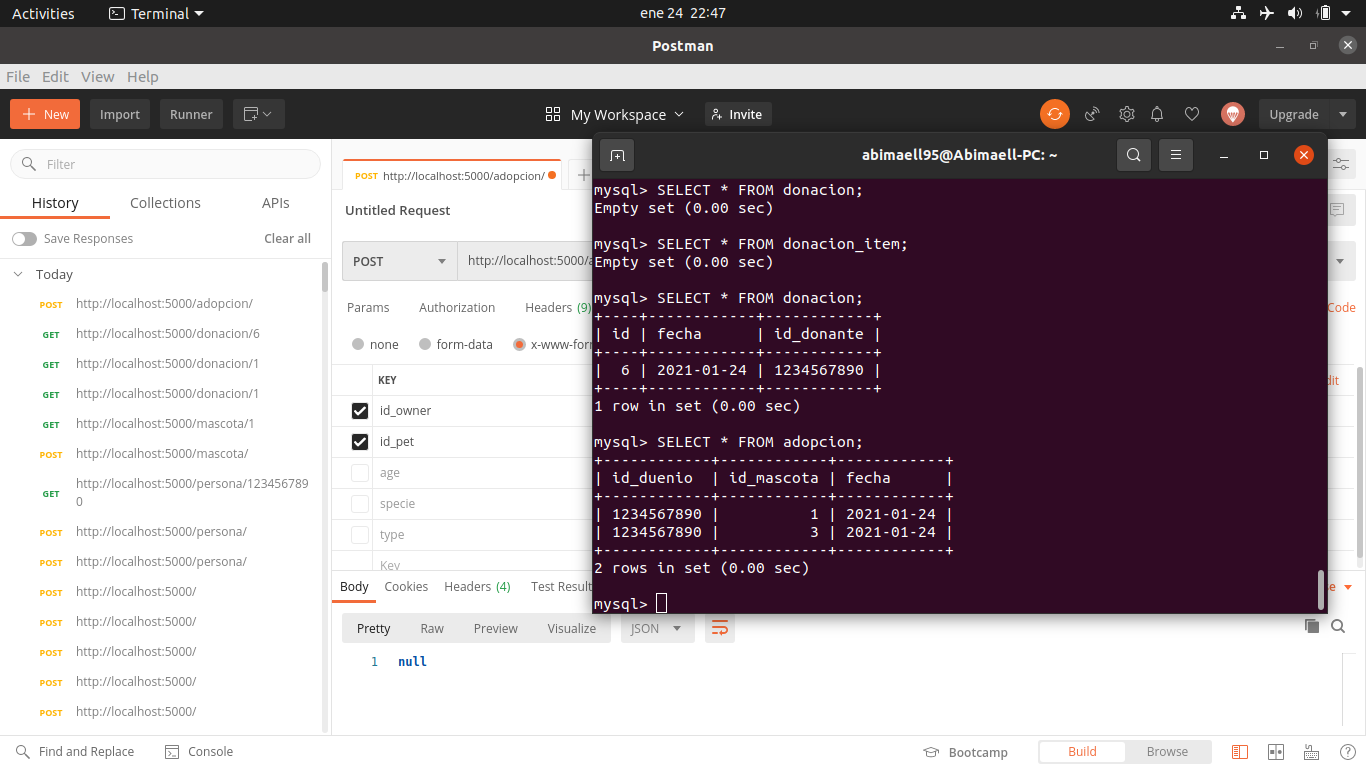 Activities
Terminal
ene 24 22:47
Postman
File Edit View Help
New
Import
Runner
My Workspace
Invite
Upgrade
Filter
History
Collections
APIs
Save Responses
Clear all
Today
POST http://localhost:5000/adopcion/
GET http://localhost:5000/donacion/6
GET http://localhost:5000/donacion/1
GET http://localhost:5000/donacion/1
GET http://localhost:5000/mascota/1
POST http://localhost:5000/mascota/
GET http://localhost:5000/persona/123456789
0
POST http://localhost:5000/persona/
POST http://localhost:5000/persona/
POST http://localhost:5000/
POST http://localhost:5000/
POST http://localhost:5000/
POST http://localhost:5000/
POST http://localhost:5000/
POST http://localhost:5000/adopcion/
Untitled Request
POST
http://localhost:5000/a
Params
Authorization
Headers (9)
Code
none
form-data
x-www-for
KEY
dit
id_owner
id_pet
age
specie
type
Key
Body
Cookies
Headers (4)
Test Result
e
Pretty
Raw
Preview
Visualize
JSON
1 null
abimaell95@Abimaell-PC: ~
mysql> SELECT * FROM donacion;
Empty set (0.00 sec)
mysql> SELECT * FROM donacion_item;
Empty set (0.00 sec)
mysql> SELECT * FROM donacion;
+----+------------+------------+
| id | fecha      | id_donante |
+----+------------+------------+
|  6 | 2021-01-24 | 1234567890 |
+----+------------+------------+
1 row in set (0.00 sec)
mysql> SELECT * FROM adopcion;
+------------+------------+------------+
| id_duenio  | id_mascota | fecha      |
+------------+------------+------------+
| 1234567890 |          1 | 2021-01-24 |
| 1234567890 |          3 | 2021-01-24 |
+------------+------------+------------+
2 rows in set (0.00 sec)
mysql>
Find and Replace
Console
Bootcamp
Build
Browse